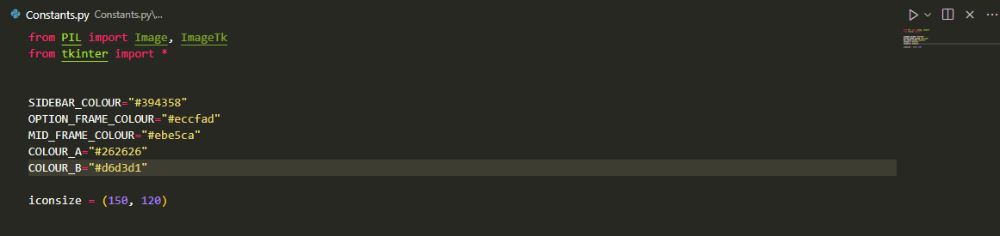 Constants.py Constants.py\...
from PIL import Image, ImageTk
from tkinter import *
SIDEBAR_COLOUR="#394358"
OPTION_FRAME_COLOUR="#eccfad"
MID_FRAME_COLOUR="#ebe5ca"
COLOUR_A="#262626"
COLOUR_B="#d6d3d1"
iconsize = (150, 120)